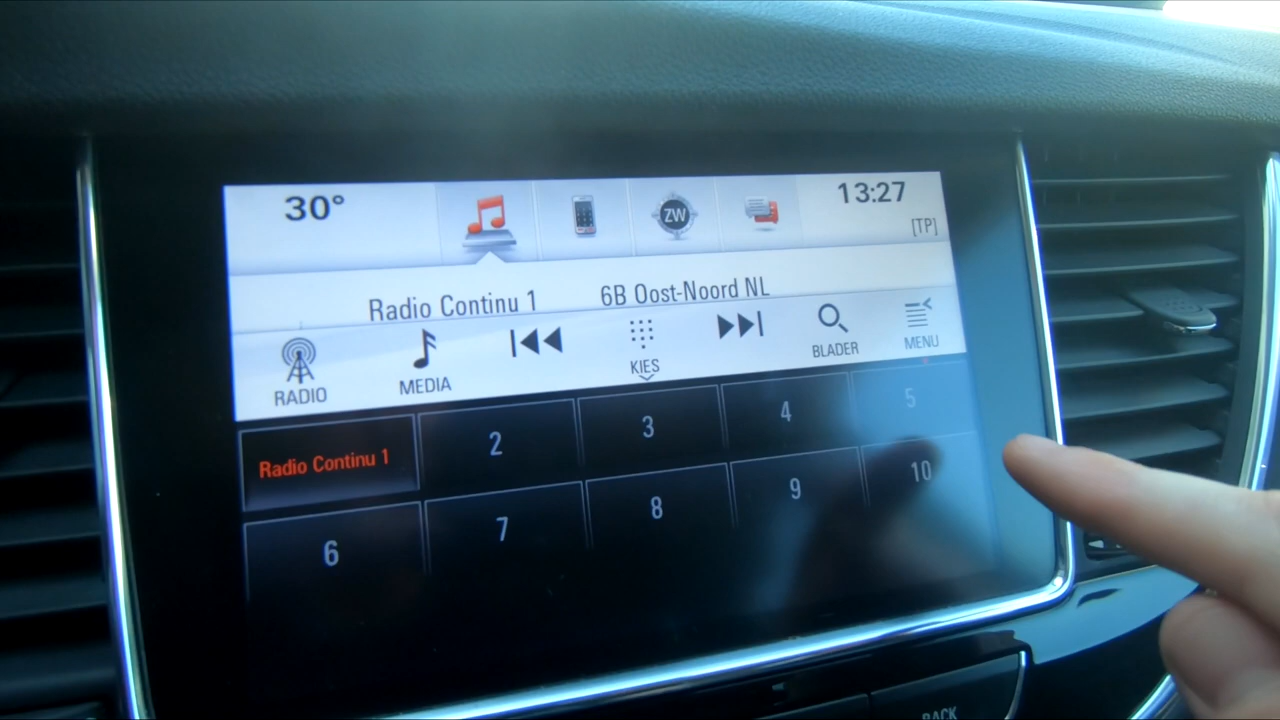 30°
ZW
13:27
[TP]
Radio Continu 1
6B Oost-Noord NL
RADIO
MEDIA
KIES
BLADER
MENU
Radio Continu 1
2
3
4
5
6
7
8
9
10
BACK